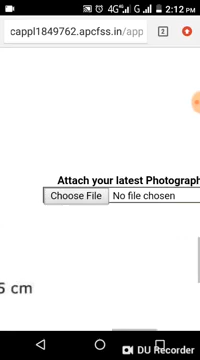 4G G 2:12 PM
cappl1849762.apcfss.in/app 2
Attach your latest Photograph
Choose File No file chosen
5 cm
DU Recorder